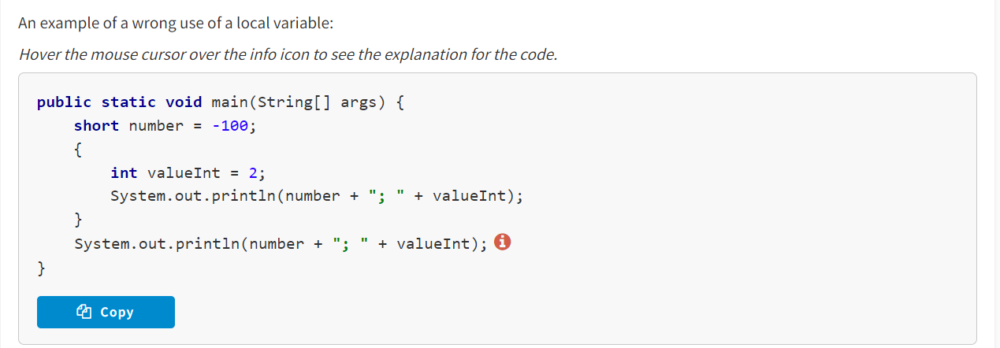 An example of a wrong use of a local variable:
Hover the mouse cursor over the info icon to see the explanation for the code.
public static void main(String[] args) {
    short number = -100;
    {
        int valueInt = 2;
        System.out.println(number + "; " + valueInt);
    }
    System.out.println(number + "; " + valueInt);
}
Copy